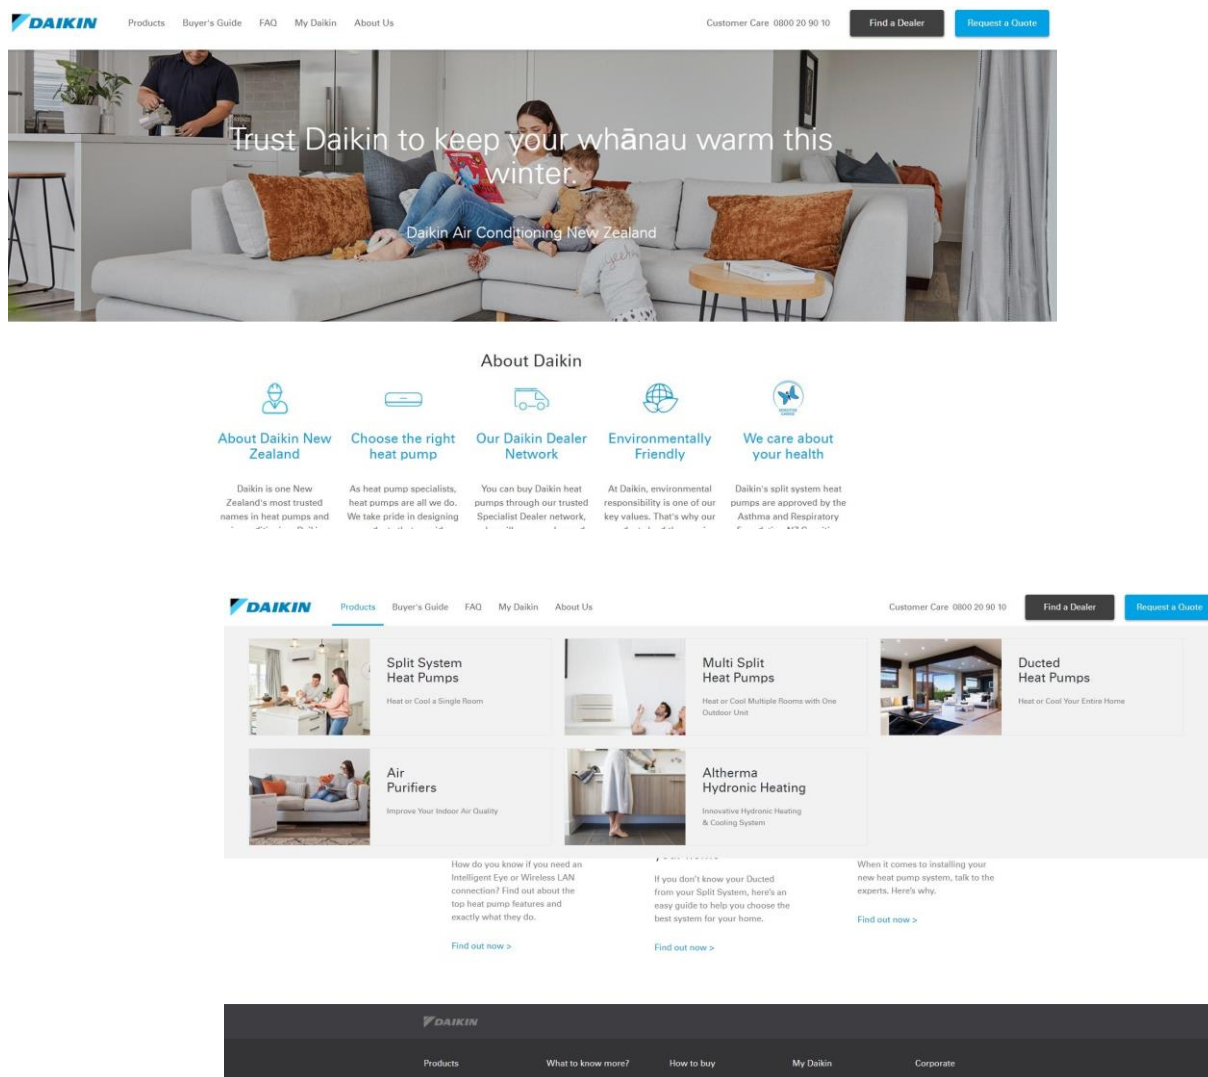 DAIKIN Products Buyer's Guide FAQ My Daikin About Us Customer Care 0800 20 90 10 Find a Dealer Request a Quote
Trust Daikin to keep your whānau warm this
winter.
Daikin Air Conditioning New Zealand
About Daikin
About Daikin New
Zealand
Daikin is one New
Zealand's most trusted
names in heat pumps and
Choose the right
heat pump
As heat pump specialists,
heat pumps are all we do.
We take pride in designing
Our Daikin Dealer
Network
You can buy Daikin heat
pumps through our trusted
Specialist Dealer network,
Environmentally
Friendly
At Daikin, environmental
responsibility is one of our
key values. That's why our
We care about
your health
Daikin's split system heat
pumps are approved by the
Asthma and Respiratory
DAIKIN Products Buyer's Guide FAQ My Daikin About Us Customer Care 0800 20 90 10 Find a Dealer Request a Quote
Split System
Heat Pumps
Heat or Cool a Single Room
Multi Split
Heat Pumps
Heat or Cool Multiple Rooms with One
Outdoor Unit
Ducted
Heat Pumps
Heat or Cool Your Entire Home
Air
Purifiers
Improve Your Indoor Air Quality
Altherma
Hydronic Heating
Innovative Hydronic Heating
& Cooling System
How do you know if you need an
Intelligent Eye or Wireless LAN
connection? Find out about the
top heat pump features and
exactly what they do.
Find out now >
If you don't know your Ducted
from your Split System, here's an
easy guide to help you choose the
best system for your home.
Find out now >
When it comes to installing your
new heat pump system, talk to the
experts. Here's why.
Find out now >
DAIKIN
Products What to know more? How to buy My Daikin Corporate